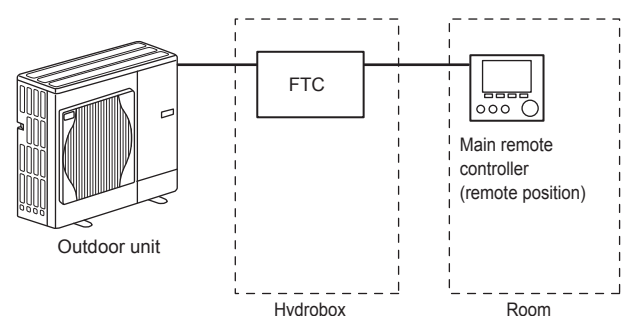 FTC
Main remote
controller
(remote position)
Outdoor unit
Hydrobox
Room